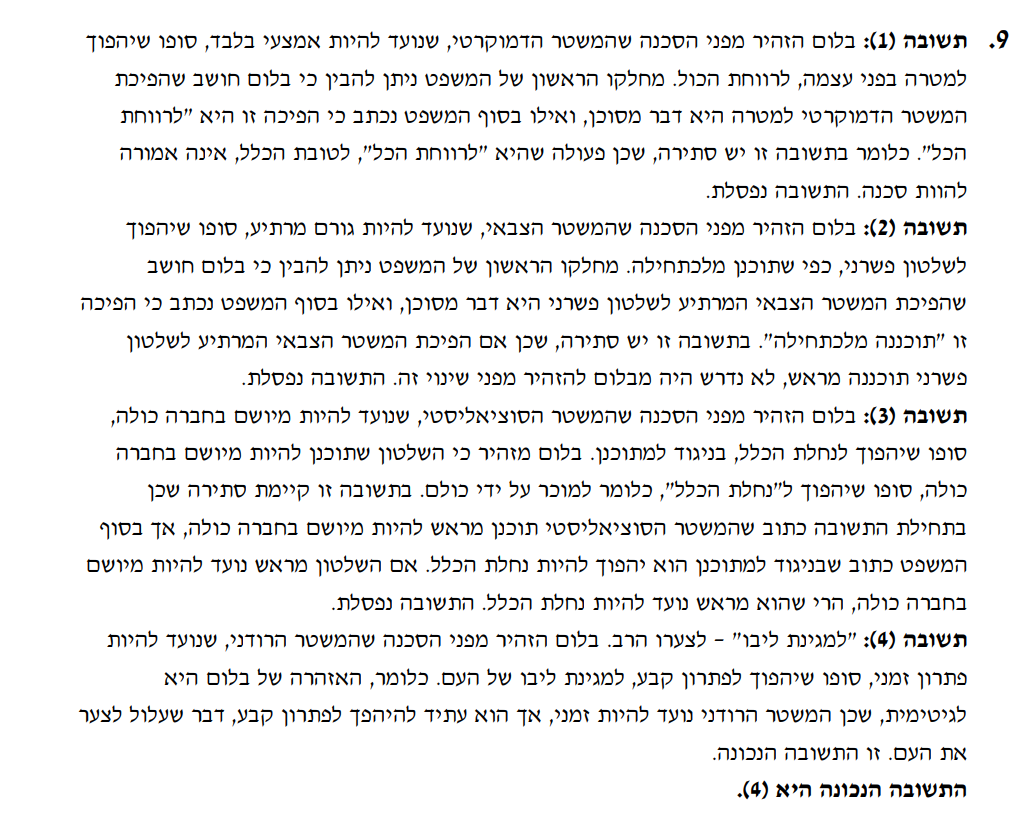 9. תשובה (1): בלום הזהיר מפני הסכנה שהמשטר הדמוקרטי, שנועד להיות אמצעי בלבד, סופו שיהפוך
למטרה בפני עצמה, לרווחת הכול. מחלקו הראשון של המשפט ניתן להבין כי בלום חושב שהפיכת
המשטר הדמוקרטי למטרה היא דבר מסוכן, ואילו בסוף המשפט נכתב כי הפיכה זו היא "לרווחת
הכל". כלומר בתשובה זו יש סתירה, שכן פעולה שהיא "לרווחת הכל", לטובת הכלל, אינה אמורה
להוות סכנה. התשובה נפסלת.
תשובה (2): בלום הזהיר מפני הסכנה שהמשטר הצבאי, שנועד להיות גורם מרתיע, סופו שיהפוך
לשלטון פשרני, כפי שתוכנן מלכתחילה. מחלקו הראשון של המשפט ניתן להבין כי בלום חושב
שהפיכת המשטר הצבאי המרתיע לשלטון פשרני היא דבר מסוכן, ואילו בסוף המשפט נכתב כי הפיכה
זו "תוכננה מלכתחילה". בתשובה זו יש סתירה, שכן אם הפיכת המשטר הצבאי המרתיע לשלטון
פשרני תוכננה מראש, לא נדרש היה מבלום להזהיר מפני שינוי זה. התשובה נפסלת.
תשובה (3): בלום הזהיר מפני הסכנה שהמשטר הסוציאליסטי, שנועד להיות מיושם בחברה כולה,
סופו שיהפוך לנחלת הכלל, בניגוד למתוכנן. בלום מזהיר כי השלטון שתוכנן להיות מיושם בחברה
כולה, סופו שיהפוך ל"נחלת הכלל", כלומר למוכר על ידי כולם. בתשובה זו קיימת סתירה שכן
בתחילת התשובה כתוב שהמשטר הסוציאליסטי תוכנן מראש להיות מיושם בחברה כולה, אך בסוף
המשפט כתוב שבניגוד למתוכנן הוא יהפוך להיות נחלת הכלל. אם השלטון מראש נועד להיות מיושם
בחברה כולה, הרי שהוא מראש נועד להיות נחלת הכלל. התשובה נפסלת.
תשובה (4): "למגינת ליבו" – לצערו הרב. בלום הזהיר מפני הסכנה שהמשטר הרודני, שנועד להיות
פתרון זמני, סופו שיהפוך לפתרון קבע, למגינת ליבו של העם. כלומר, האזהרה של בלום היא
לגיטימית, שכן המשטר הרודני נועד להיות זמני, אך הוא עתיד להיהפך לפתרון קבע, דבר שעלול לצער
את העם. זו התשובה הנכונה.
התשובה הנכונה היא (4).